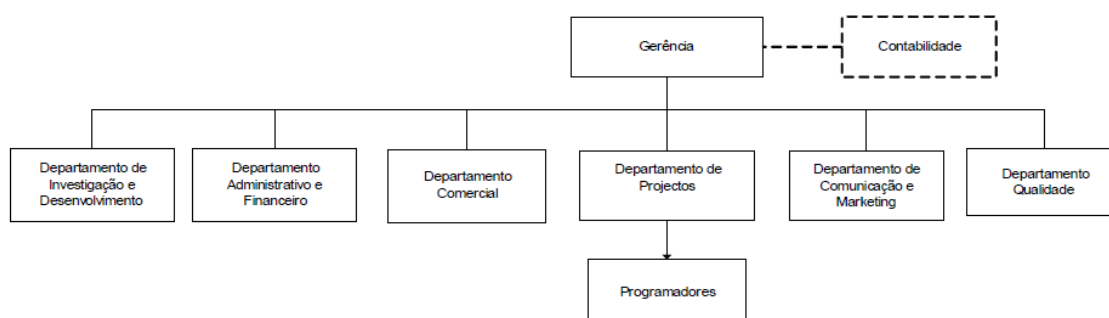 Gerência
Contabilidade
Departamento de
Investigação e
Desenvolvimento
Departamento
Administrativo e
Financeiro
Departamento
Comercial
Departamento de
Projectos
Departamento de
Comunicação e
Marketing
Departamento
Qualidade
Programadores